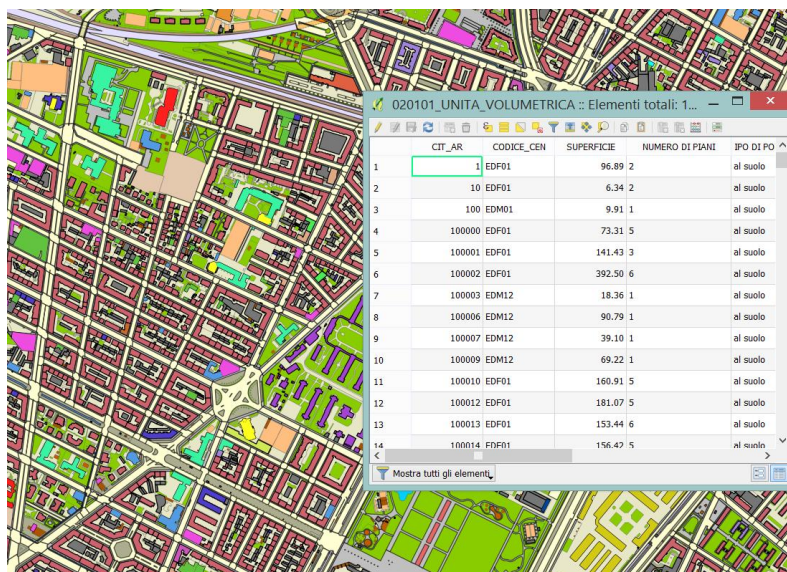 020101_UNITA_VOLUMETRICA :: Elementi totali: 1...
CIT_AR CODICE_CEN SUPERFICIE NUMERO DI PIANI IPO DI PO
1 1 EDF01 96.89 2 al suolo
2 10 EDF01 6.34 2 al suolo
3 100 EDM01 9.91 1 al suolo
4 100000 EDF01 73.31 5 al suolo
5 100001 EDF01 141.43 3 al suolo
6 100002 EDF01 392.50 6 al suolo
7 100003 EDM12 18.36 1 al suolo
8 100006 EDM12 90.79 1 al suolo
9 100007 EDM12 39.10 1 al suolo
10 100009 EDM12 69.22 1 al suolo
11 100010 EDF01 160.91 5 al suolo
12 100012 EDF01 181.07 5 al suolo
13 100013 EDF01 153.44 6 al suolo
14 100014 EDF01 156.42 5 al suolo
Mostra tutti gli elementi